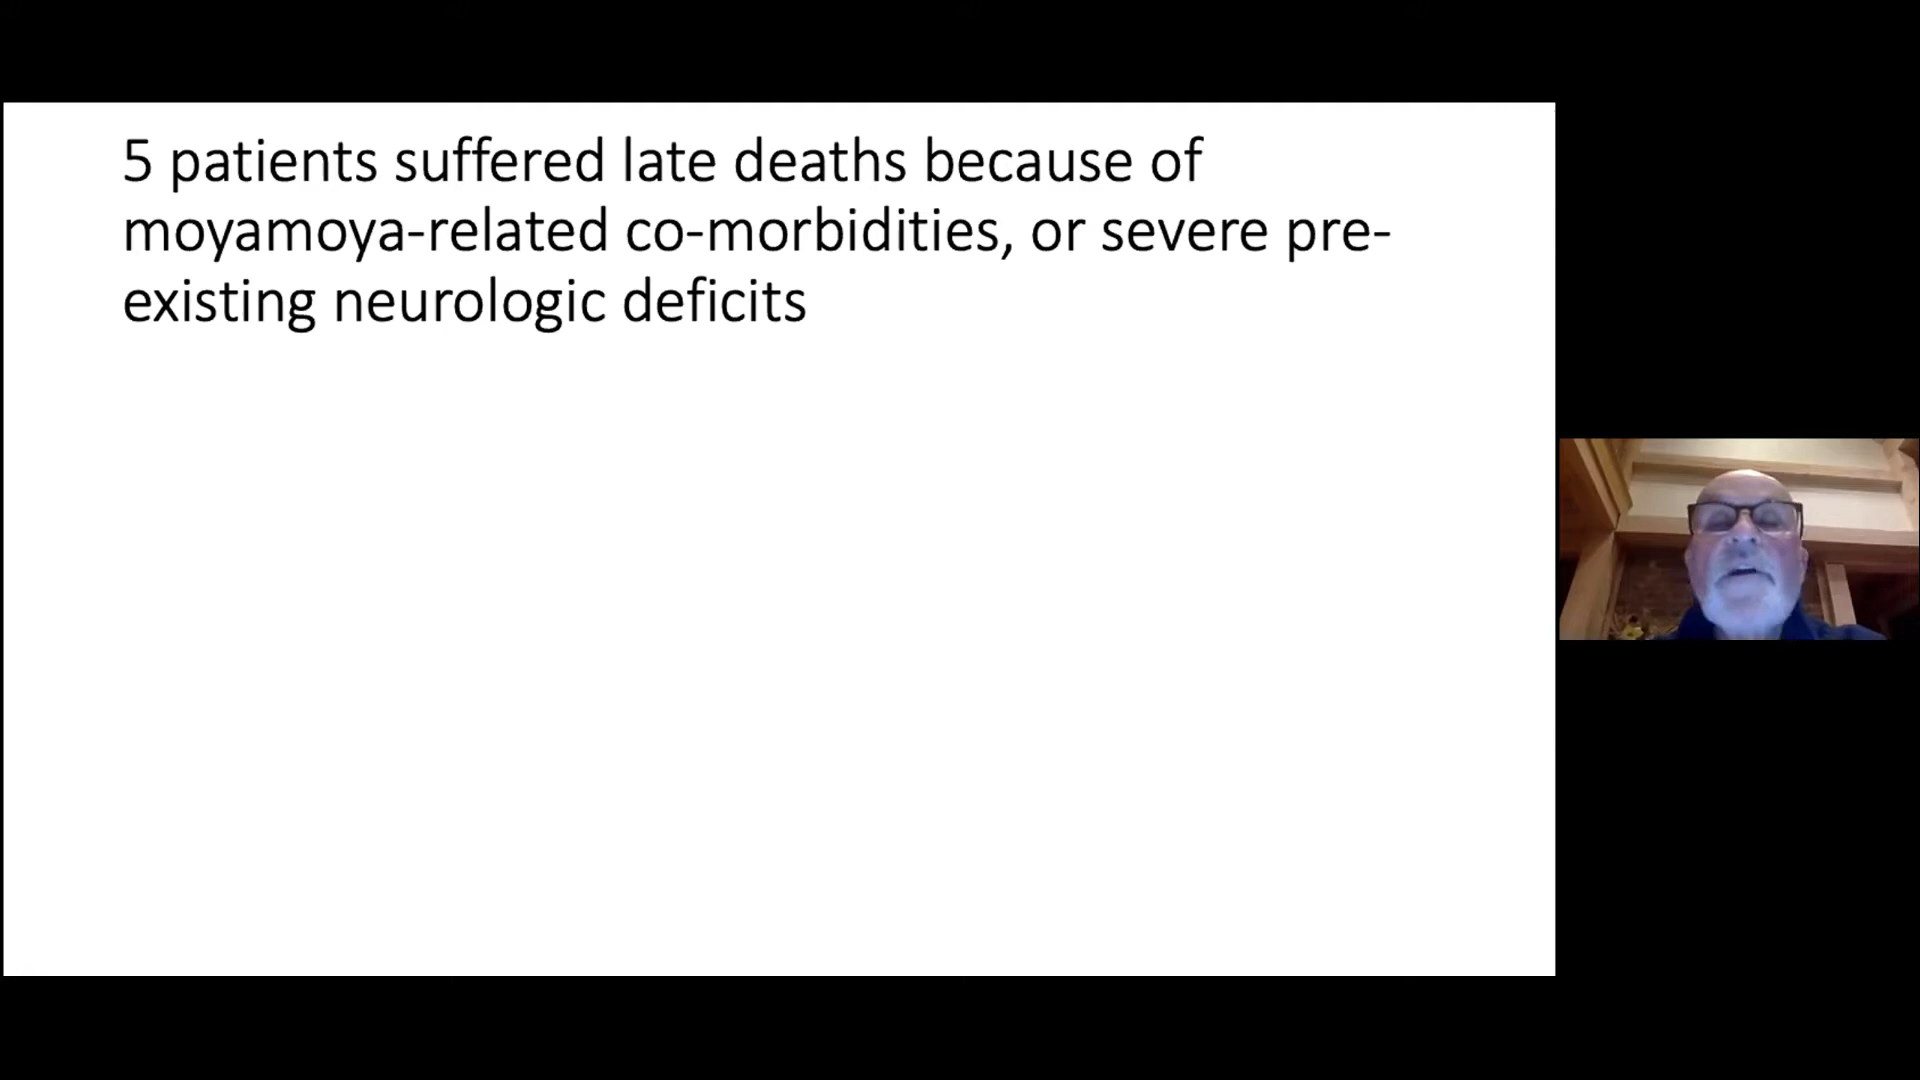 5 patients suffered late deaths because of
moyamoya-related co-morbidities, or severe pre-
existing neurologic deficits